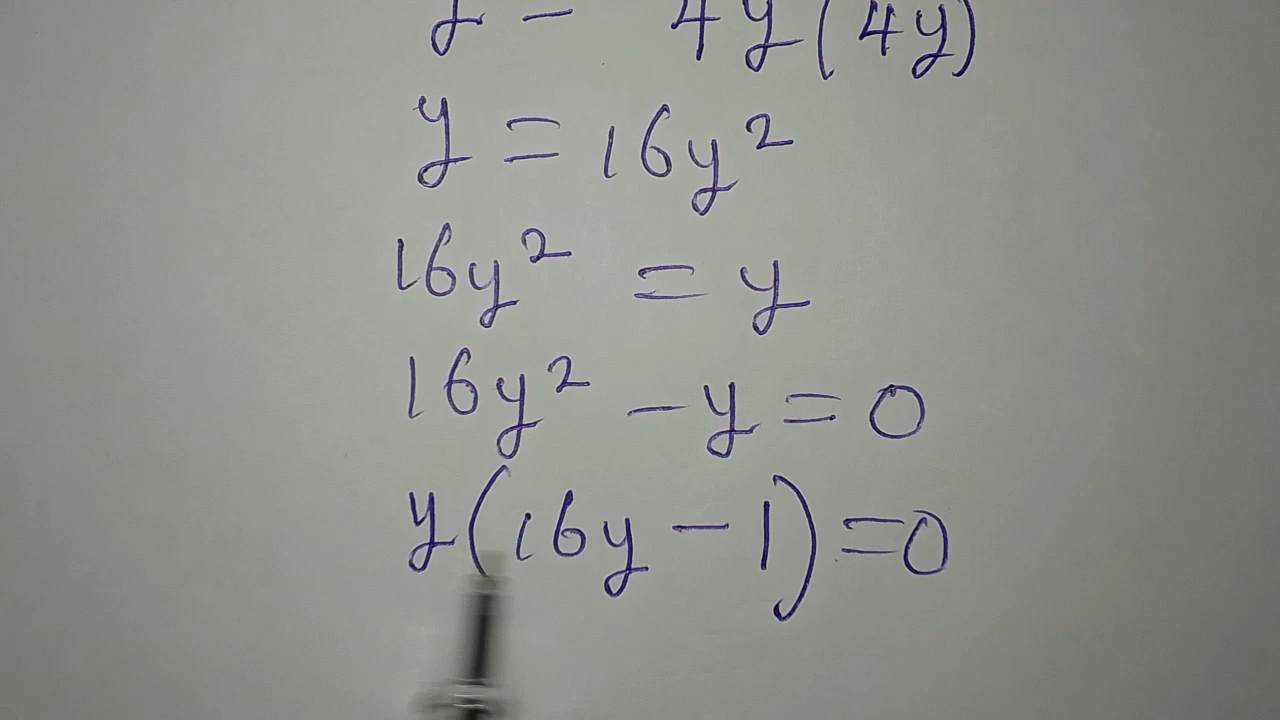 y = 4y(4y)
y = 16y²
16y² = y
16y² - y = 0
y(16y - 1) = 0